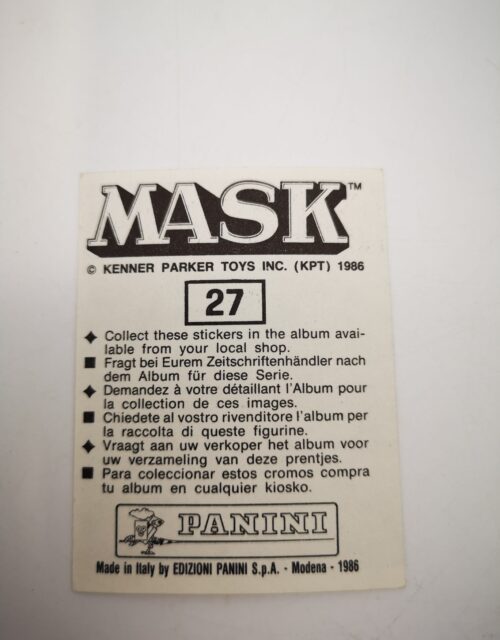 MASK™
© KENNER PARKER TOYS INC. (KPT) 1986
27
Collect these stickers in the album avai-
lable from your local shop.
Fragt bei Eurem Zeitschriftenhändler nach
dem Album für diese Serie.
Demandez à votre détaillant l'Album pour
la collection de ces images.
Chiedete al vostro rivenditore l'album per
la raccolta di queste figurine.
Vraagt aan uw verkoper het album voor
uw verzameling van deze prentjes.
Para coleccionar estos cromos compra
tu album en cualquier kiosko.
PANINI
Made in Italy by EDIZIONI PANINI S.p.A. - Modena - 1986